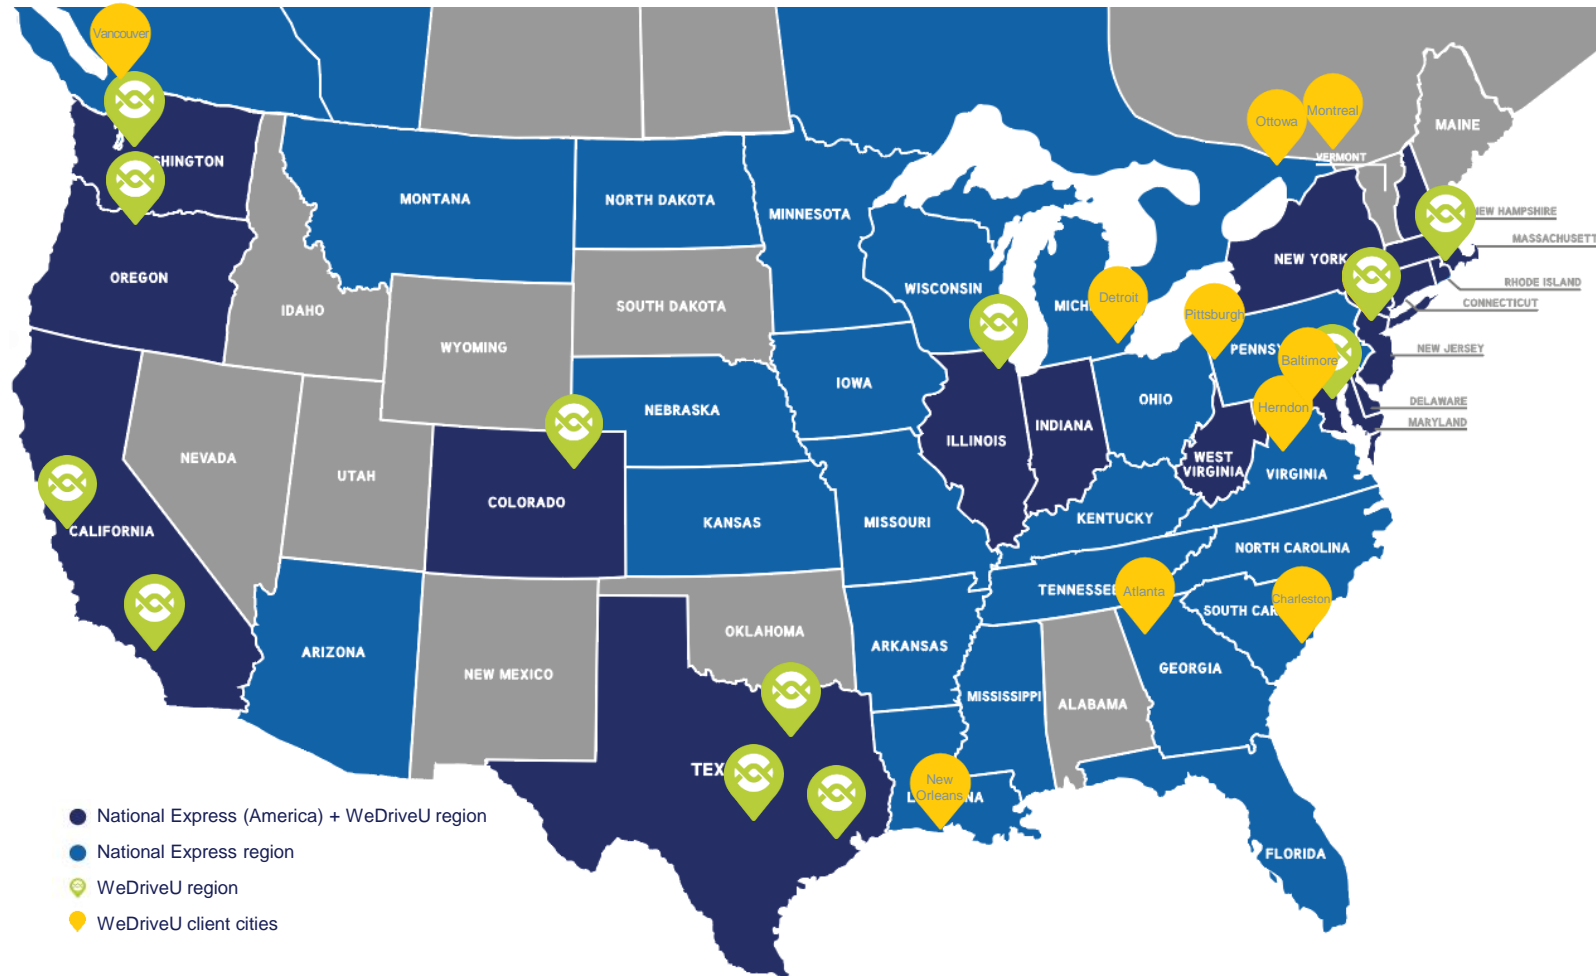 Vancouver
Ottowa
Montreal
MAINE
VERMONT
SHINGTON
MONTANA
NORTH DAKOTA
MINNESOTA
NEW HAMPSHIRE
MASSACHUSETT
OREGON
IDAHO
SOUTH DAKOTA
WISCONSIN
MICH
Detroit
NEW YORK
RHODE ISLAND
CONNECTICUT
Pittsburgh
WYOMING
PENNSY
Baltimore
NEW JERSEY
IOWA
OHIO
NEBRASKA
Herndon
DELAWARE
MARYLAND
NEVADA
UTAH
COLORADO
ILLINOIS
INDIANA
WEST
VIRGINIA
VIRGINIA
CALIFORNIA
KANSAS
MISSOURI
KENTUCKY
NORTH CAROLINA
TENNESSEE
Atlanta
SOUTH CAR
Charleston
ARIZONA
NEW MEXICO
OKLAHOMA
ARKANSAS
MISSISSIPPI
ALABAMA
GEORGIA
TEX
New
Orleans
L
NA
FLORIDA
National Express (America) + WeDriveU region
National Express region
WeDriveU region
WeDriveU client cities